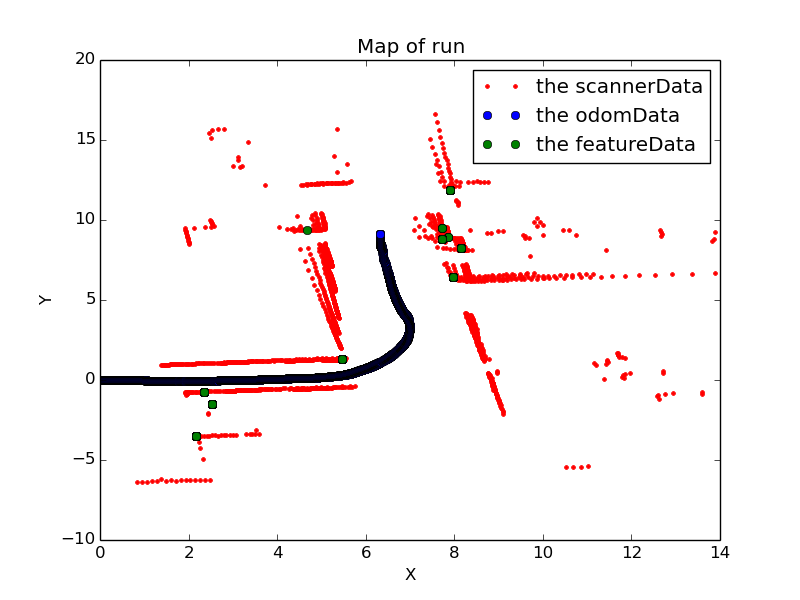 Map of run
the scannerData
the odomData
the featureData
20
15
10
5
0
−5
−10
Y
0 2 4 6 8 10 12 14
X